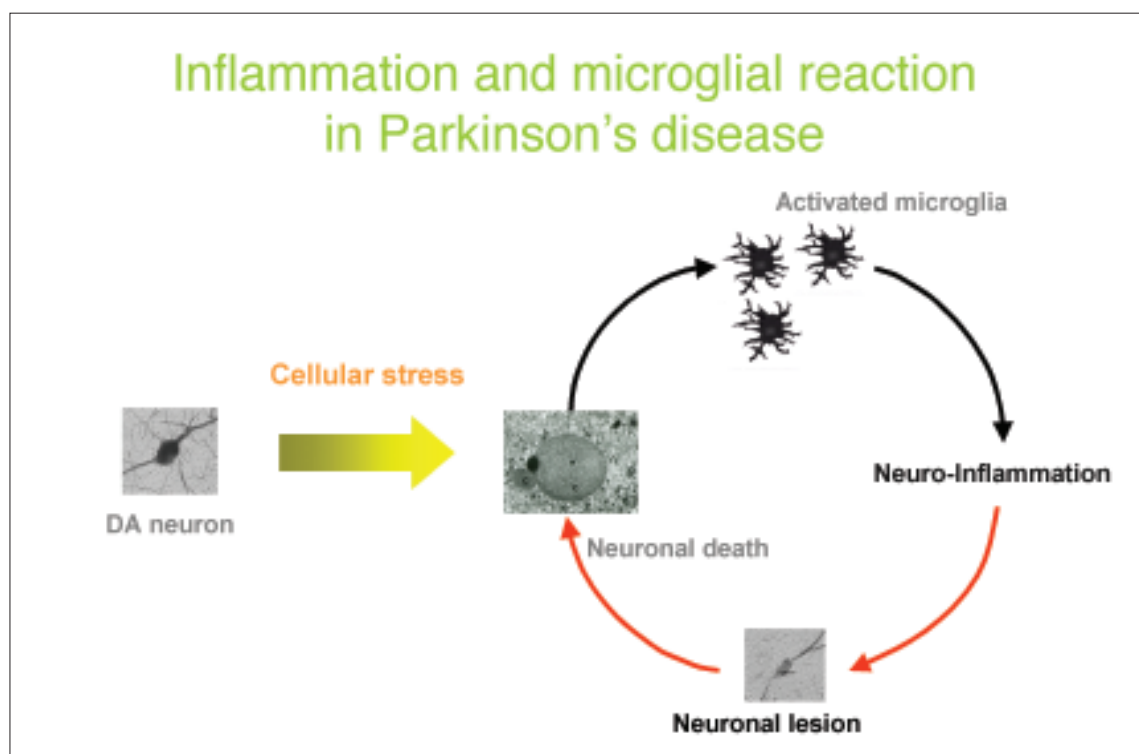 Inflammation and microglial reaction
in Parkinson's disease
Activated microglia
Cellular stress
DA neuron
Neuro-Inflammation
Neuronal death
Neuronal lesion